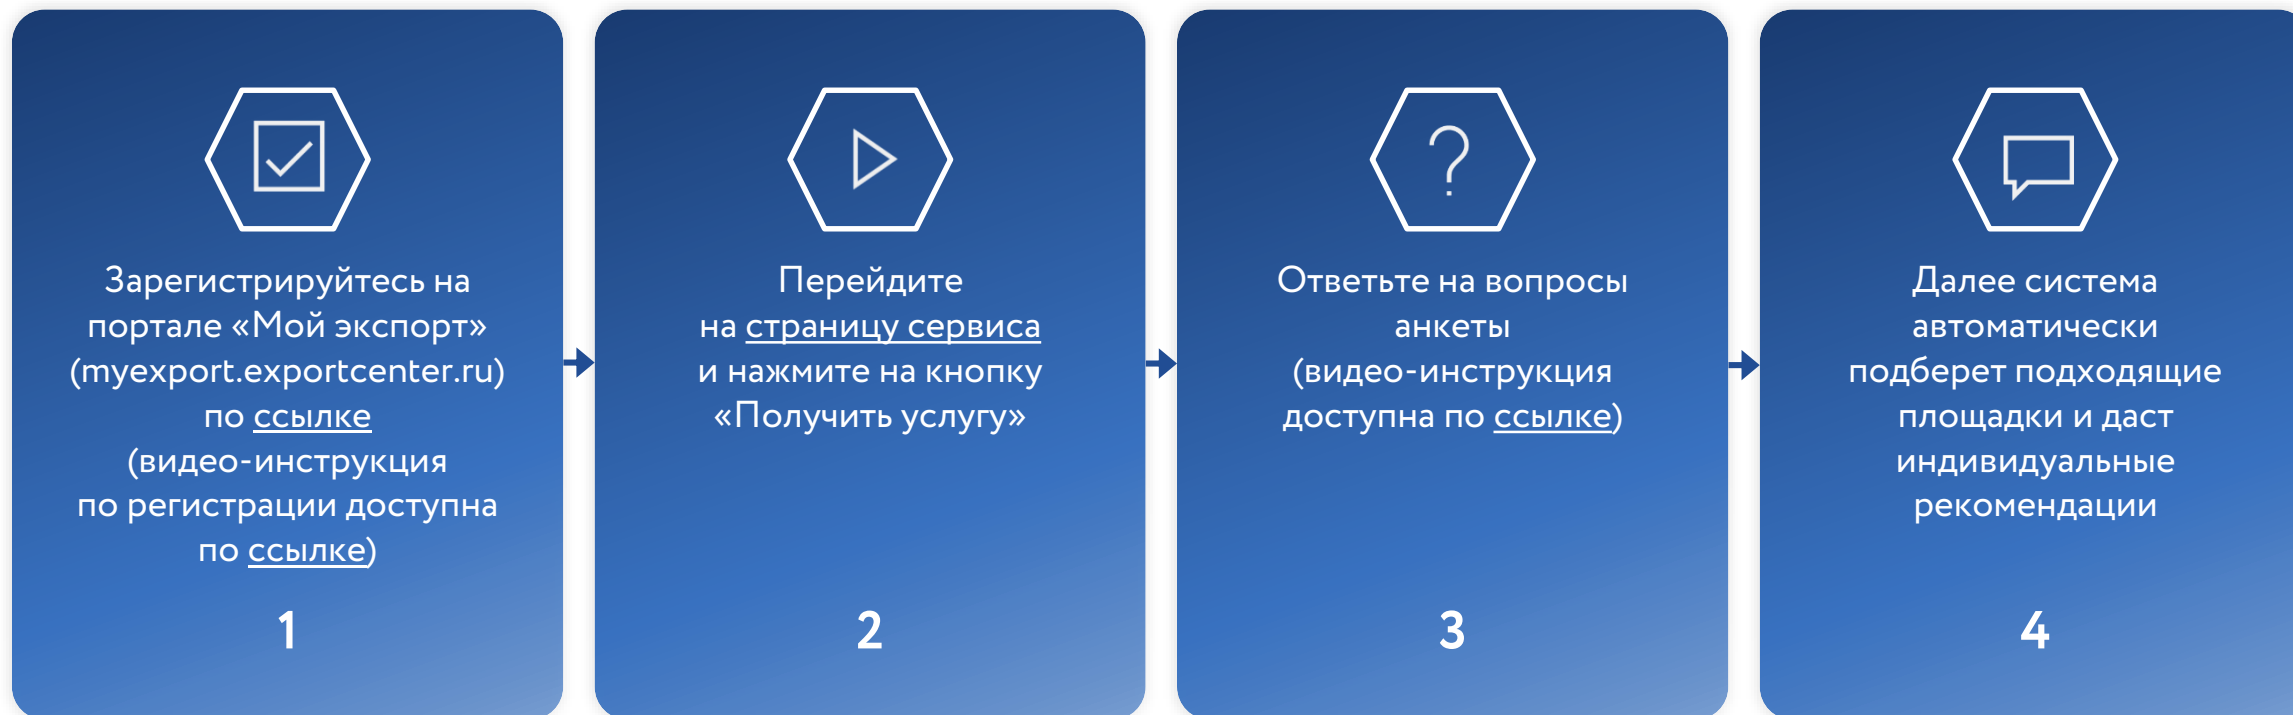 Зарегистрируйтесь на
портале «Мой экспорт»
(myexport.exportcenter.ru)
по ссылке
(видео-инструкция
по регистрации доступна
по ссылке)
1
Перейдите
на страницу сервиса
и нажмите на кнопку
«Получить услугу»
2
Ответьте на вопросы
анкеты
(видео-инструкция
доступна по ссылке)
3
Далее система
автоматически
подберет подходящие
площадки и даст
индивидуальные
рекомендации
4